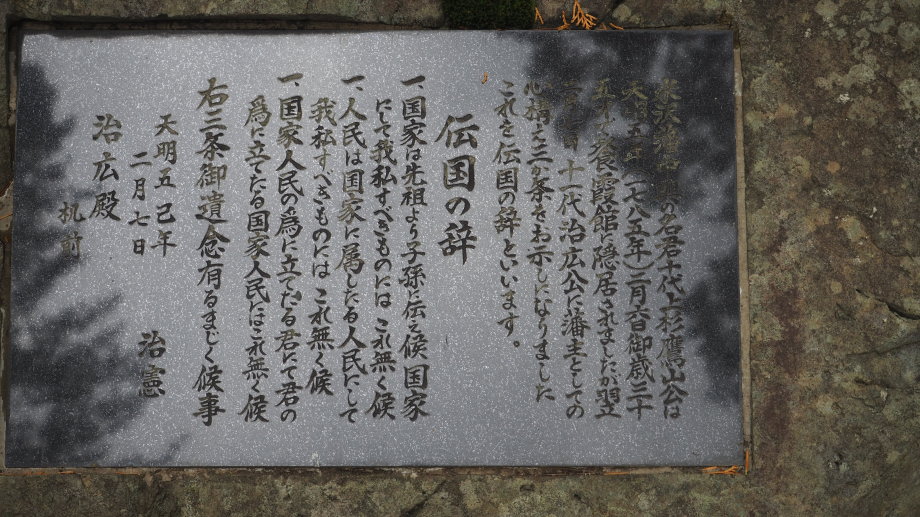 米沢藩中興の名君十代上杉鷹山公は
天明五年(一七八五年)二月六日御歳三十
五才で餐霞館に隠居されましたが翌
十一代治広公に藩主としての
心構え三か条をお示しになりました
これを伝国の辞といいます。
伝国の辞
一、国家は先祖より子孫に伝え候国家
にして我私すべきものにはこれ無く候
一、人民は国家に属したる人民にして
我私すべきものにはこれ無く候
一、国家人民の為に立てたる君にて君の
為に立てたる国家人民にはこれ無く候
右三条御遺念有るまじく候事
天明五己年
二月七日
治憲
治広殿
机前